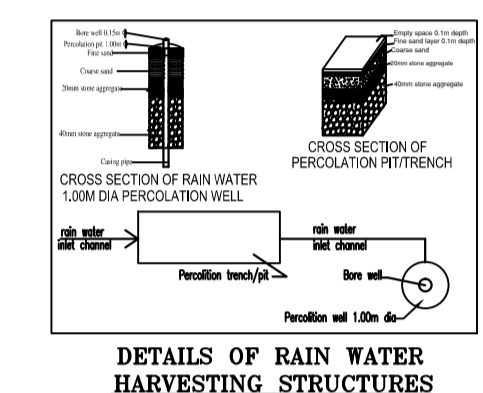 Bore well 0.15m
Percolation pit 1.00m
Fine sand
Coarse sand
20mm stone aggregate
40mm stone aggregate
Casing pipe
CROSS SECTION OF RAIN WATER
1.00M DIA PERCOLATION WELL
Empty space 0.1m depth
Fine sand layer 0.1m depth
Coarse sand
20mm stone aggregate
40mm stone aggregate
CROSS SECTION OF
PERCOLATION PIT/TRENCH
rain water
inlet channel
Percolition trench/pit
rain water
inlet channel
Bore well
Percolition well 1.00m dia
DETAILS OF RAIN WATER
HARVESTING STRUCTURES